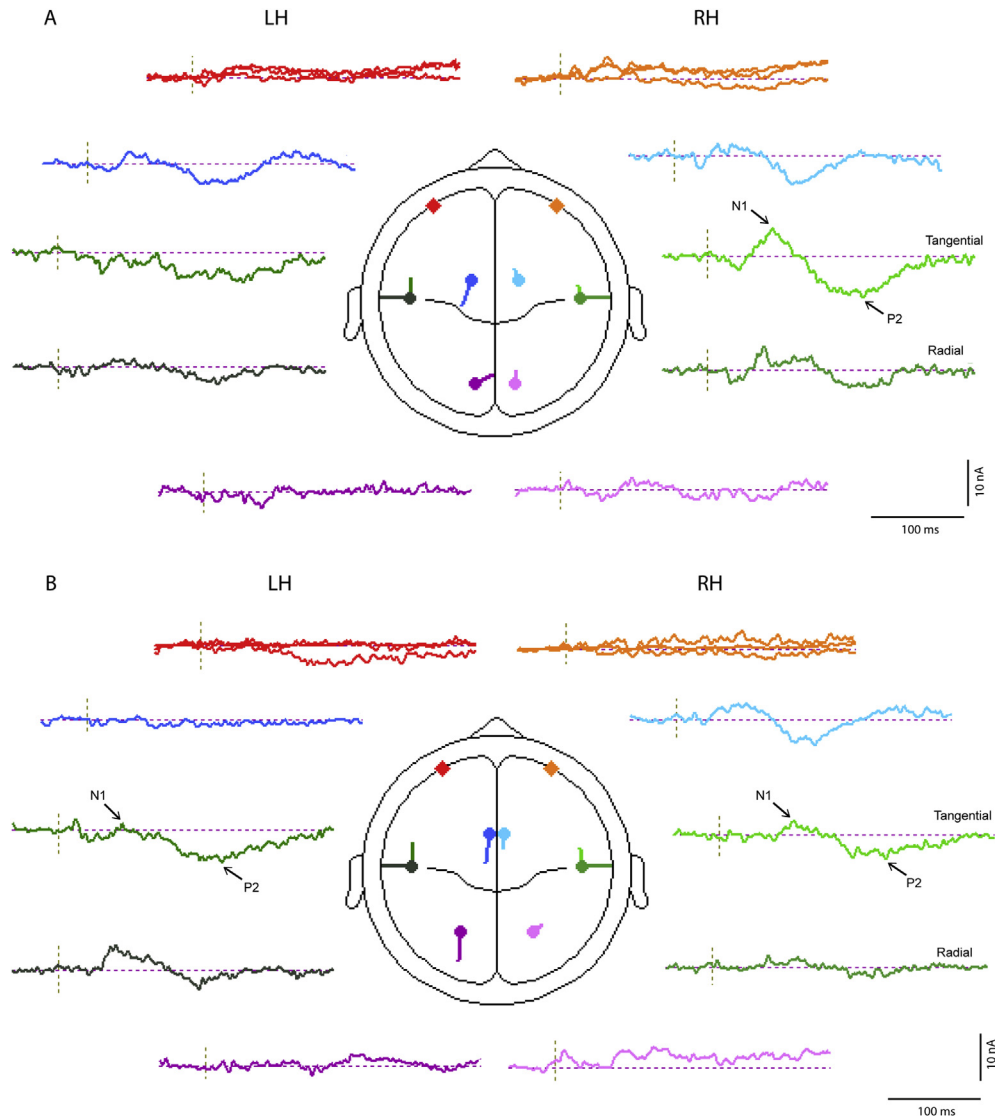 A
LH
RH
N1
Tangential
P2
Radial
10 nA
100 ms
B
LH
RH
N1
P2
N1
Tangential
P2
Radial
10 nA
100 ms